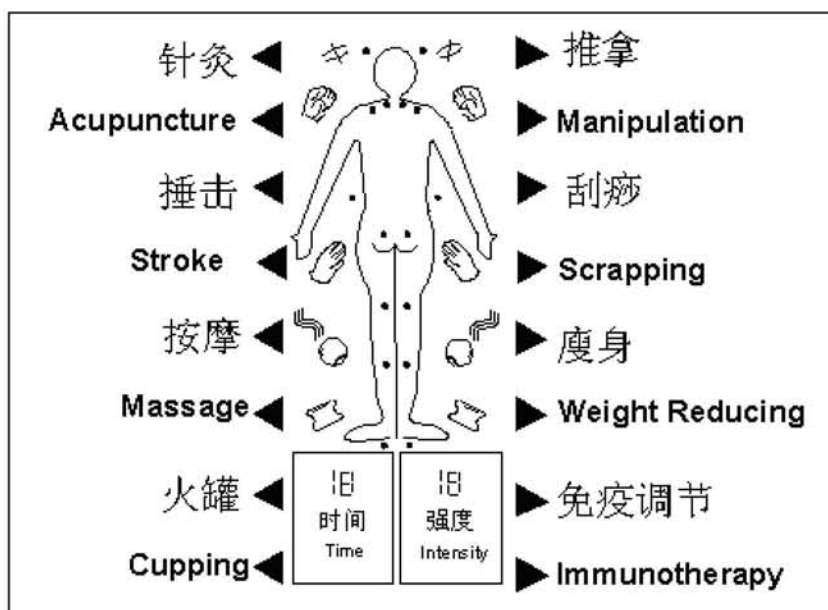 针灸
Acupuncture
捶击
Stroke
按摩
Massage
火罐
Cupping
推拿
Manipulation
刮痧
Scrapping
瘦身
Weight Reducing
免疫调节
Immunotherapy
18
时间
Time
18
强度
Intensity